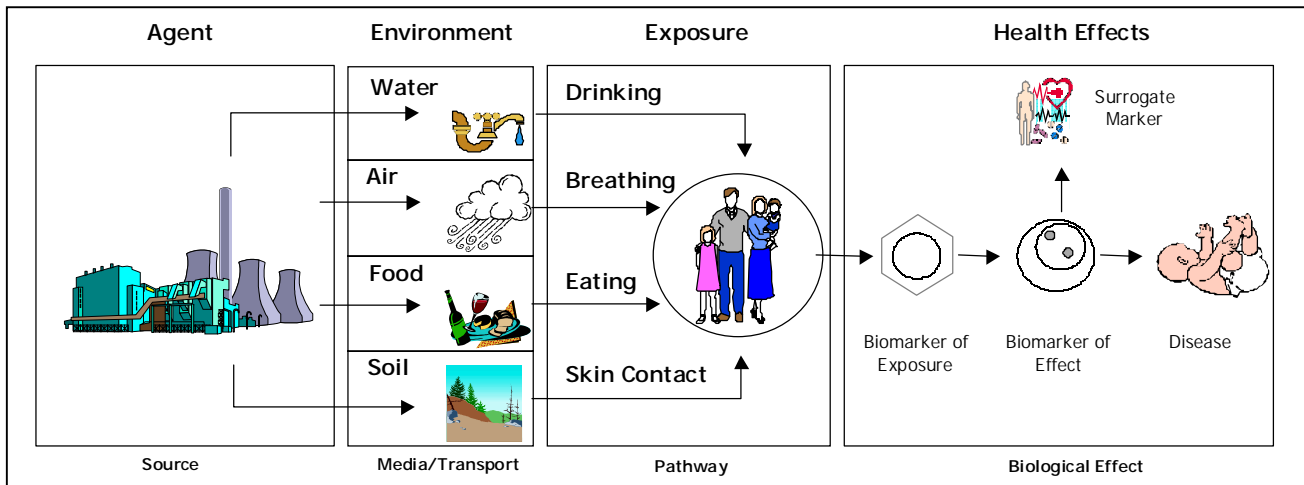 Agent
Environment
Exposure
Health Effects
Water
Drinking
Surrogate
Marker
Air
Breathing
Food
Eating
Biomarker of
Exposure
Biomarker of
Effect
Disease
Soil
Skin Contact
Source
Media/Transport
Pathway
Biological Effect